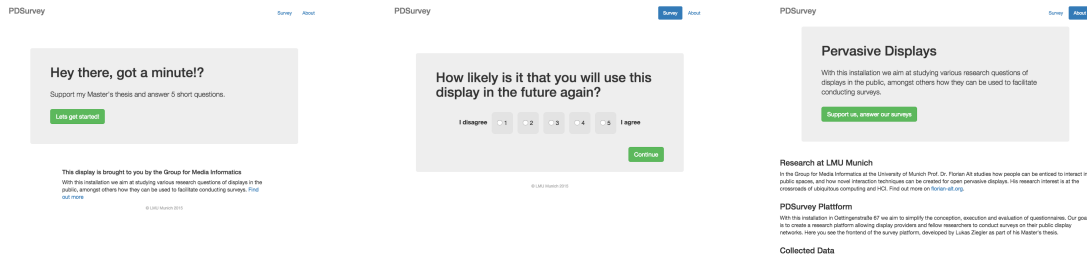 PDSurvey
Survey About
Hey there, got a minute!?
Support my Master's thesis and answer 5 short questions.
Lets get started!
This display is brought to you by the Group for Media Informatics
With this installation we aim at studying various research questions of displays in the
public, amongst others how they can be used to facilitate conducting surveys. Find
out more
© LMU Munich 2013
PDSurvey
Survey About
How likely is it that you will use this
display in the future again?
I disagree 1 2 3 4 5 I agree
Continue
© LMU Munich 2013
PDSurvey
Survey About
Pervasive Displays
With this installation we aim at studying various research questions of
displays in the public, amongst others how they can be used to facilitate
conducting surveys.
Support us, answer our surveys
Research at LMU Munich
In the Group for Media Informatics at the University of Munich Prof. Dr. Florian Alt studies how people can be enticed to interact in
public spaces, and how novel interaction techniques can be created for open pervasive displays. His research interest is at the
crossroads of ubiquitous computing and HCI. Find out more on florian-alt.org.
PDSurvey Plattform
With this installation in Oettingenstraße 67 we aim to simplify the conception, execution and evaluation of questionnaires. Our goal
is to create a research platform allowing display providers and fellow researchers to conduct surveys on their public display
networks. Here you see the frontend of the survey platform, developed by Lukas Ziegler as part of his Master's thesis.
Collected Data